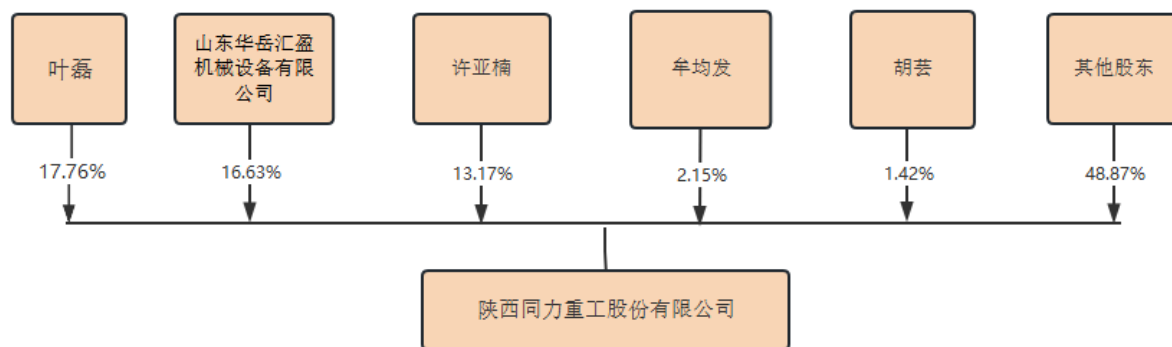 叶磊
山东华岳汇盈
机械设备有限
公司
许亚楠
牟均发
胡芸
其他股东
17.76%
16.63%
13.17%
2.15%
1.42%
48.87%
陕西同力重工股份有限公司